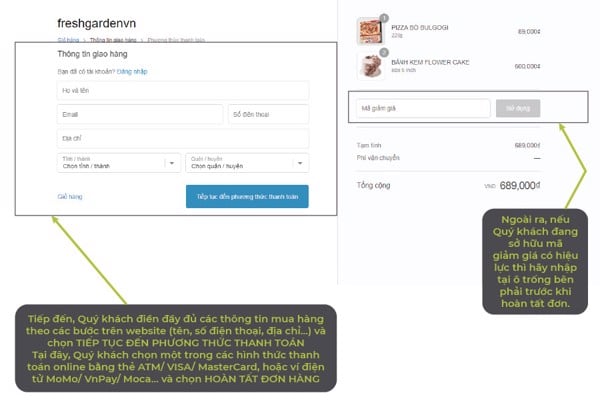 freshgardenvn
Giỏ hàng > Thông tin giao hàng > Phương thức thanh toán
Thông tin giao hàng
Bạn đã có tài khoản? Đăng nhập
Họ và tên
Email
Số điện thoại
Địa chỉ
Tỉnh / thành
Chọn tỉnh / thành
Quận / huyện
Chọn quận / huyện
Giỏ hàng
Tiếp tục đến phương thức thanh toán
1
PIZZA BÒ BULGOGI
220g
69,000₫
2
BÁNH KEM FLOWER CAKE
size 5 inch
Mã giảm giá
Sử dụng
Tạm tính
689,000₫
Phí vận chuyển
—
Tổng cộng
VND 689,000₫
Ngoài ra, nếu
Quý khách đang
sở hữu mã
giảm giá có hiệu
lực thì hãy nhập
tại ô trống bên
phải trước khi
hoàn tất đơn.
Tiếp đến, Quý khách điền đầy đủ các thông tin mua hàng
theo các bước trên website (tên, số điện thoại, địa chỉ...) và
chọn TIẾP TỤC ĐẾN PHƯƠNG THỨC THANH TOÁN
Tại đây, Quý khách chọn một trong các hình thức thanh
toán online bằng thẻ ATM/ VISA/ MasterCard, hoặc ví điện
tử MoMo/ VnPay/ Moca... và chọn HOÀN TẤT ĐƠN HÀNG